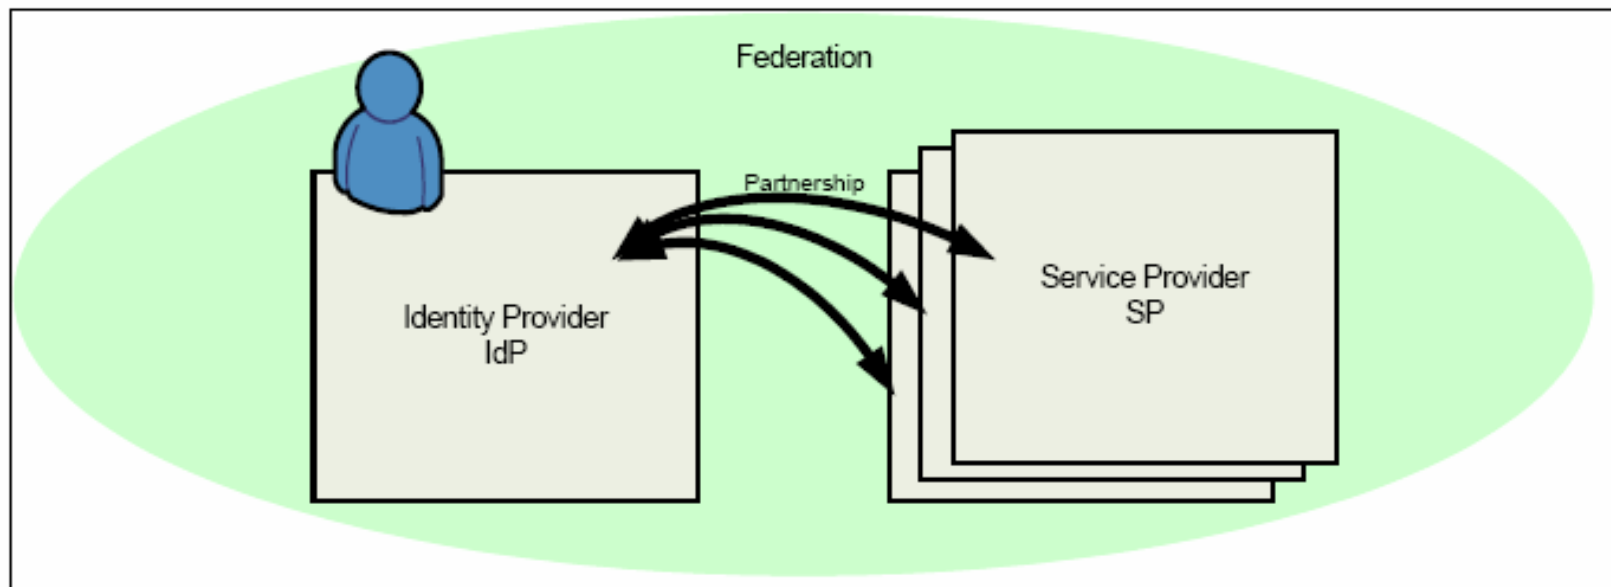 Federation
Partnership
Identity Provider
IdP
Service Provider
SP